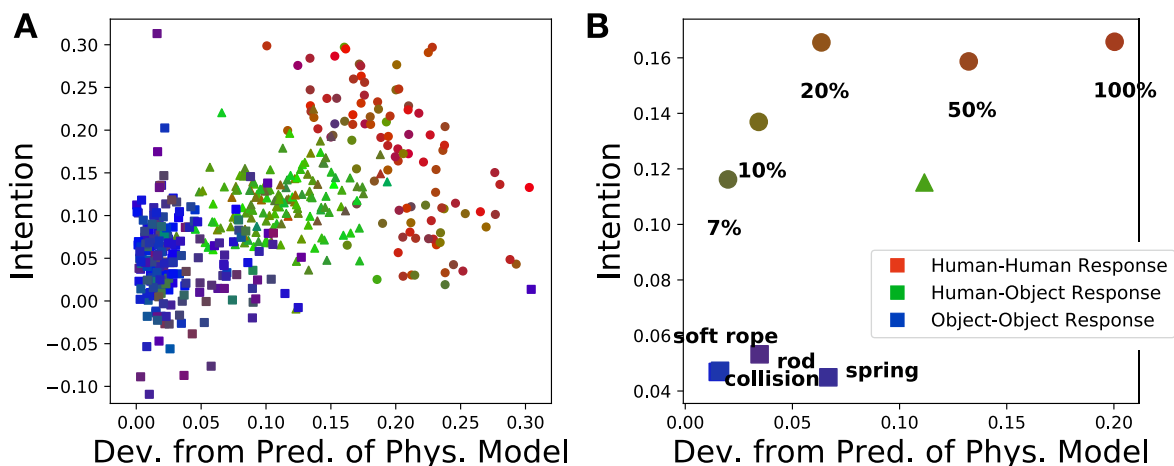 A
0.30
0.25
0.20
0.15
0.10
0.05
0.00
−0.05
−0.10
Intention
0.00 0.05 0.10 0.15 0.20 0.25 0.30
Dev. from Pred. of Phys. Model
B
0.16
0.14
0.12
0.10
0.08
0.06
0.04
Intention
20%
50%
100%
10%
7%
Human-Human Response
Human-Object Response
Object-Object Response
soft rope
rod
collision
spring
0.00 0.05 0.10 0.15 0.20
Dev. from Pred. of Phys. Model